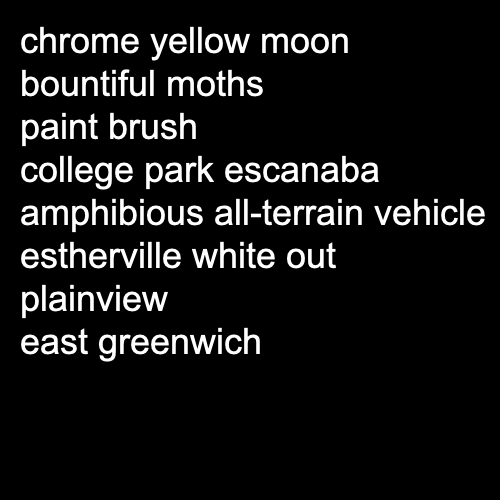 chrome yellow moon
bountiful moths
paint brush
college park escanaba
amphibious all-terrain vehicle
estherville white out
plainview
east greenwich